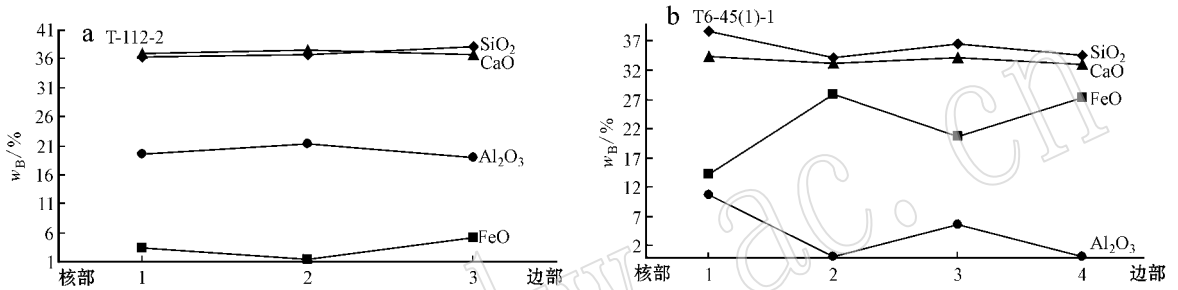 a T-112-2
41
36
31
26
21
16
11
6
1
w_B/%
SiO₂
CaO
Al₂O₃
FeO
核部 1 2 3 边部
b T6-45(1)-1
37
32
27
22
17
12
7
2
w_B/%
SiO₂
CaO
FeO
Al₂O₃
核部 1 2 3 4 边部
ac. cn